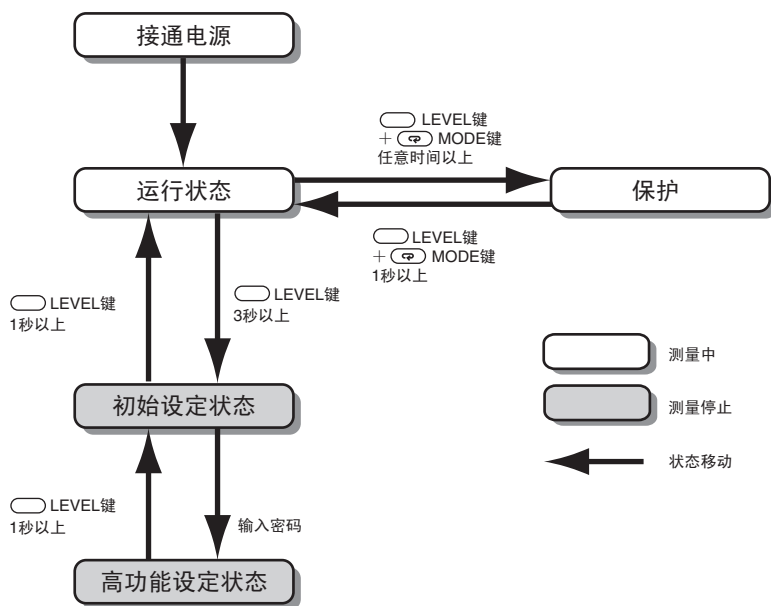 接通电源
LEVEL键
+ MODE键
任意时间以上
运行状态
保护
LEVEL键
+ MODE键
1秒以上
LEVEL键
1秒以上
LEVEL键
3秒以上
测量中
初始设定状态
测量停止
状态移动
LEVEL键
1秒以上
输入密码
高功能设定状态